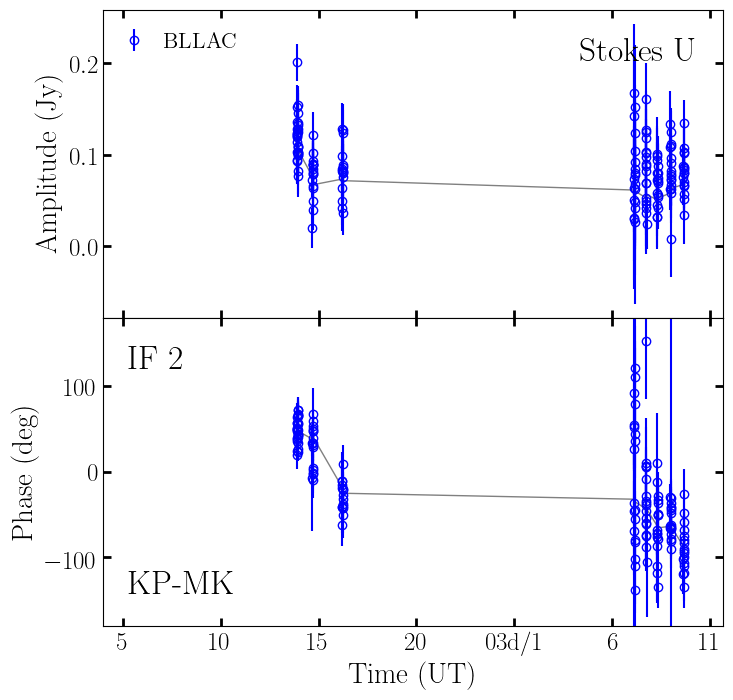 BLLAC
Stokes U
0.2
0.1
0.0
Amplitude (Jy)
IF 2
100
0
−100
Phase (deg)
KP-MK
5 10 15 20 03d/1 6 11
Time (UT)